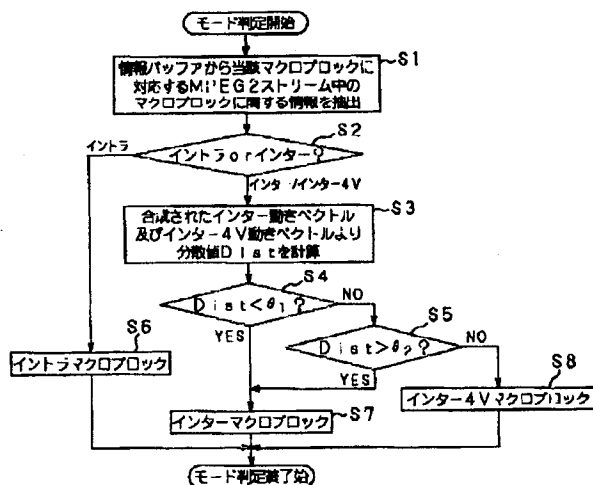 モード判定開始
S1
情報バッファから当該マクロブロックに
対応するMPEG2ストリーム中の
マクロブロックに関する情報を抽出
S2
イントラ
イントラorインター?
インター/インター4V
S3
合成されたインター動きベクトル
及びインター4V動きベクトルより
分散値Distを計算
S4
Dist<θ1?
NO
YES
S5
Dist>θ2?
NO
YES
S6
イントラマクロブロック
S7
インターマクロブロック
S8
インター4Vマクロブロック
モード判定終了始